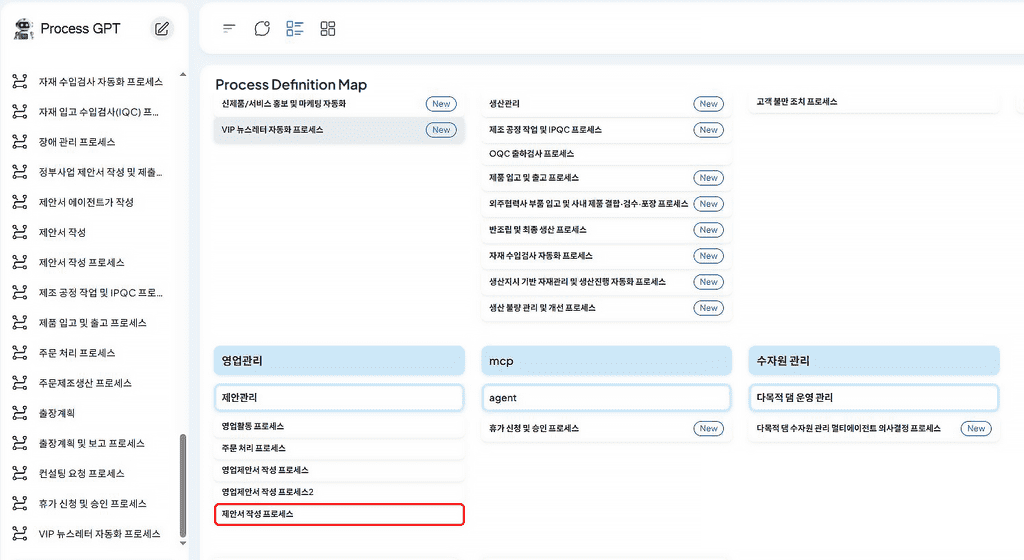 Process GPT
자재 수입검사 자동화 프로세스
자재 입고 수입검사(IQC) 프...
장애 관리 프로세스
정부사업 제안서 작성 및 제출...
제안서 에이전트가 작성
제안서 작성
제안서 작성 프로세스
제조 공정 작업 및 IPQC 프로...
제품 입고 및 출고 프로세스
주문 처리 프로세스
주문제조생산 프로세스
출장계획
출장계획 및 보고 프로세스
컨설팅 요청 프로세스
휴가 신청 및 승인 프로세스
VIP 뉴스레터 자동화 프로세스
Process Definition Map
신제품/서비스 홍보 및 마케팅 자동화 New
VIP 뉴스레터 자동화 프로세스 New
생산관리 New
제조 공정 작업 및 IPQC 프로세스 New
OQC 출하검사 프로세스
제품 입고 및 출고 프로세스 New
외주협력사 부품 입고 및 사내 제품 결합·검수·포장 프로세스 New
반조립 및 최종 생산 프로세스 New
자재 수입검사 자동화 프로세스 New
생산지시 기반 자재관리 및 생산진행 자동화 프로세스 New
생산 불량 관리 및 개선 프로세스 New
고객 불만 조치 프로세스
영업관리
제안관리
영업활동 프로세스
주문 처리 프로세스
영업제안서 작성 프로세스
영업제안서 작성 프로세스2
제안서 작성 프로세스
mcp
agent
휴가 신청 및 승인 프로세스 New
수자원 관리
다목적 댐 운영 관리
다목적 댐 수자원 관리 멀티에이전트 의사결정 프로세스 New